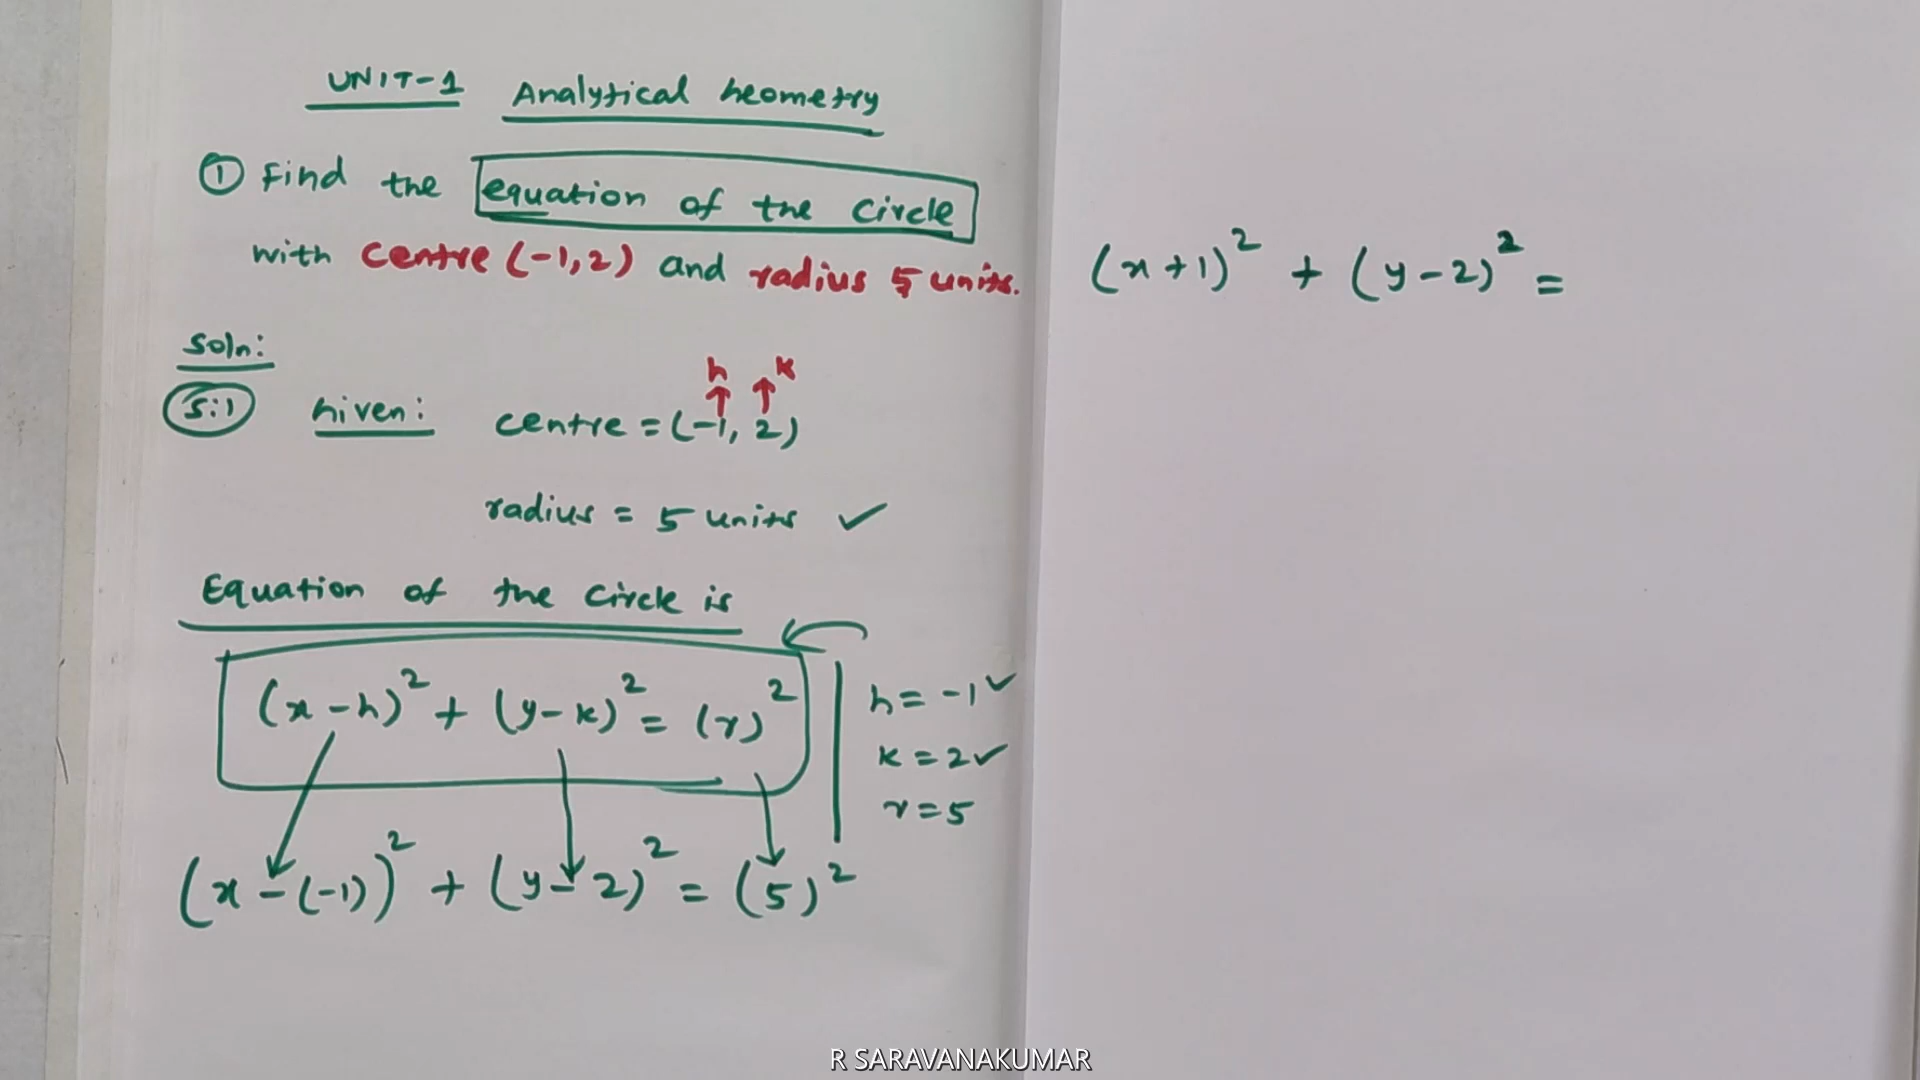 UNIT-1 Analytical Geometry
① Find the equation of the circle
with centre (-1,2) and radius 5 units.
Soln:
S:1 Given: centre = (-1, 2)
h k
radius = 5 units ✓
Equation of the circle is
(x-h)² + (y-k)² = (r)²
h = -1 ✓
k = 2 ✓
r = 5
(x-(-1))² + (y-2)² = (5)²
(x+1)² + (y-2)² =
R SARAVANAKUMAR